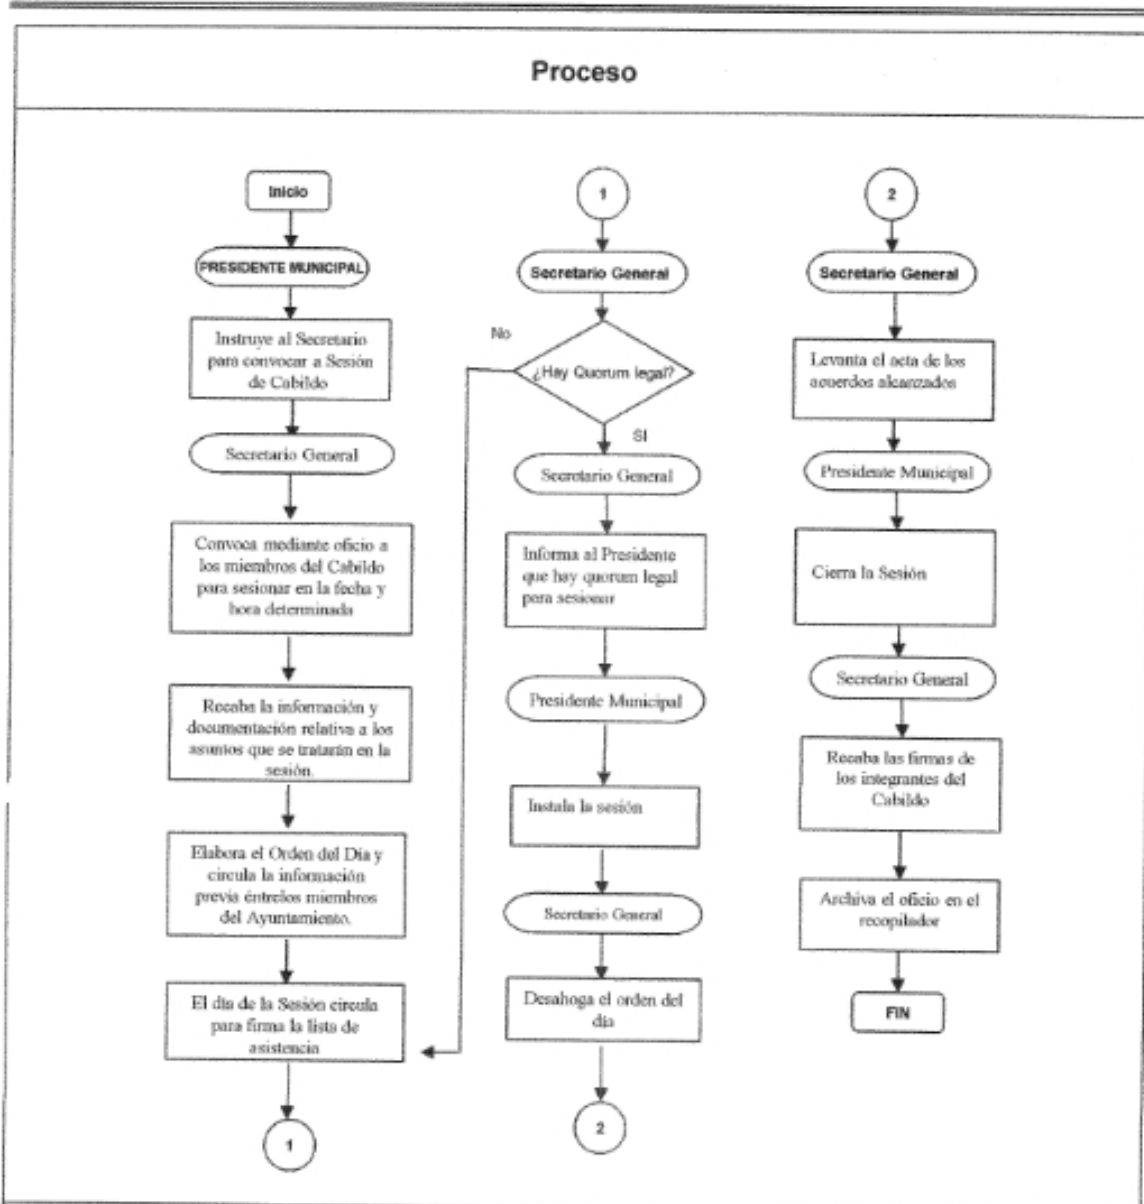 Proceso
Inicio
PRESIDENTE MUNICIPAL
Instruye al Secretario
para convocar a Sesión
de Cabildo
Secretario General
Convoca mediante oficio a
los miembros del Cabildo
para sesionar en la fecha y
hora determinada
Recaba la información y
documentación relativa a los
asuntos que se tratarán en la
sesión.
Elabora el Orden del Día y
circula la información
previa éntrelos miembros
del Ayuntamiento.
El día de la Sesión circula
para firma la lista de
asistencia
1
1
Secretario General
No
¿Hay Quorum legal?
SI
Secretario General
Informa al Presidente
que hay quorum legal
para sesionar
Presidente Municipal
Instala la sesión
Secretario General
Desahoga el orden del
día
2
2
Secretario General
Levanta el acta de los
acuerdos alcanzados
Presidente Municipal
Cierra la Sesión
Secretario General
Recaba las firmas de
los integrantes del
Cabildo
Archiva el oficio en el
recopilador
FIN